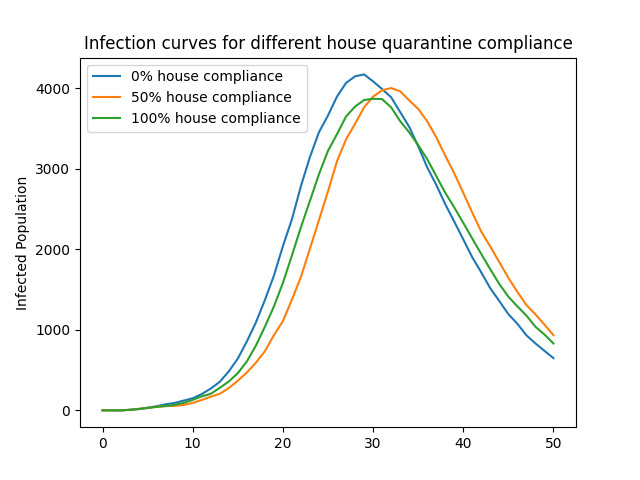 Infection curves for different house quarantine compliance
0% house compliance
50% house compliance
100% house compliance
Infected Population
4000
3000
2000
1000
0
0 10 20 30 40 50